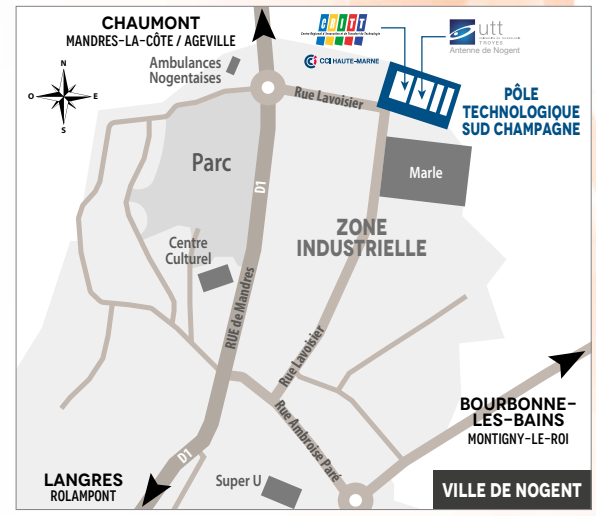 CHAUMONT
MANDRES-LA-CÔTE / AGEVILLE
CRITT
CCI HAUTE-MARNE
utt
TROYES
Antenne de Nogent
N
O
E
S
Ambulances
Nogentaises
Rue Lavoisier
PÔLE
TECHNOLOGIQUE
SUD CHAMPAGNE
Parc
D1
Marle
ZONE
INDUSTRIELLE
Centre
Culturel
RUE de Mandres
Rue Lavoisier
Rue Ambroise Paré
BOURBONNE-
LES-BAINS
MONTIGNY-LE-ROI
D1
LANGRES
ROLAMPONT
Super U
VILLE DE NOGENT